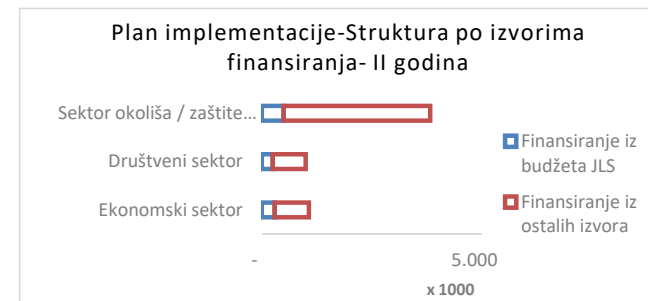 Plan implementacije-Struktura po izvorima
finansiranja- II godina
Sektor okoliša / zaštite...
Društveni sektor
Ekonomski sektor
Finansiranje iz
budžeta JLS
Finansiranje iz
ostalih izvora
-
5.000
x 1000